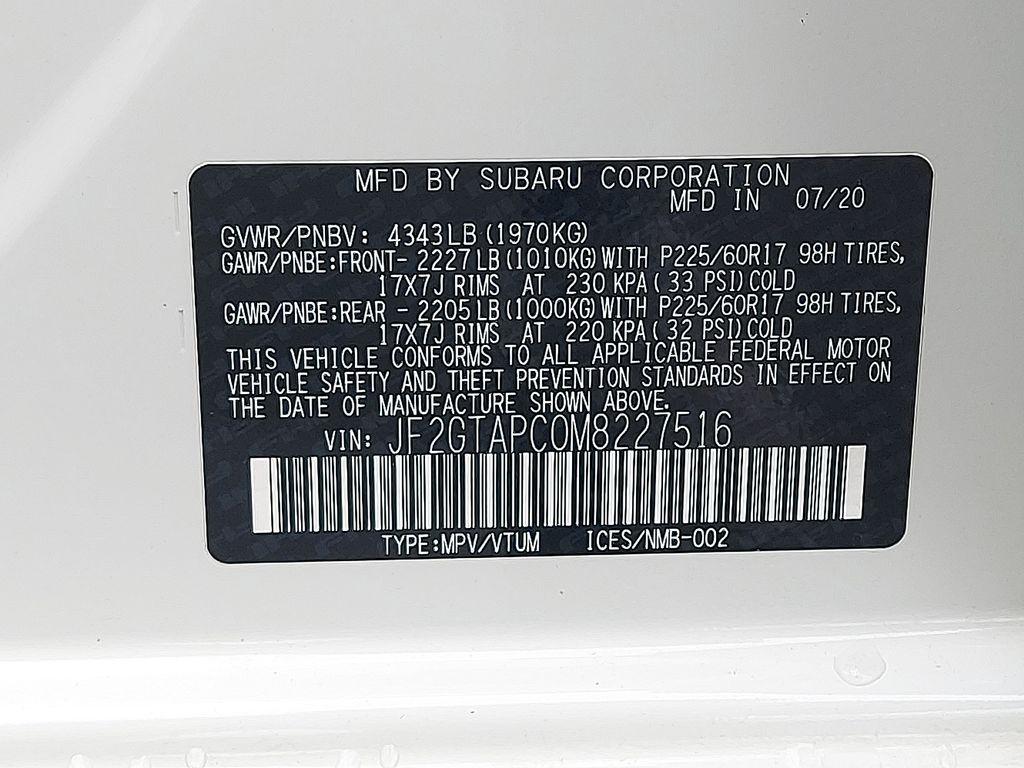 MFD BY SUBARU CORPORATION
MFD IN 07/20
GVWR/PNBV: 4343LB(1970KG)
GAWR/PNBE:FRONT- 2227LB(1010KG)WITH P225/60R17 98H TIRES,
17X7J RIMS AT 230 KPA(33 PSI)COLD
GAWR/PNBE:REAR - 2205LB(1000KG)WITH P225/60R17 98H TIRES,
17X7J RIMS AT 220 KPA(32 PSI)COLD
THIS VEHICLE CONFORMS TO ALL APPLICABLE FEDERAL MOTOR
VEHICLE SAFETY AND THEFT PREVENTION STANDARDS IN EFFECT ON
THE DATE OF MANUFACTURE SHOWN ABOVE.
VIN: JF2GTAPC0M8227516
TYPE:MPV/VTUM ICES/NMB-002